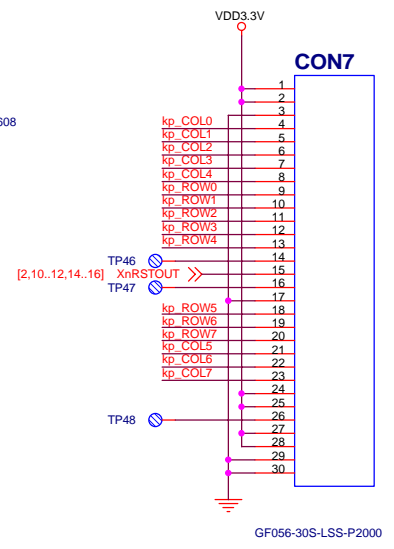 VDD3.3V
CON7
1
2
3
608
kp_COL0 4
kp_COL1 5
kp_COL2 6
kp_COL3 7
kp_COL4 8
kp_ROW0 9
kp_ROW1 10
kp_ROW2 11
kp_ROW3 12
kp_ROW4 13
TP46 14
[2,10..12,14..16] XnRSTOUT 15
TP47 16
17
kp_ROW5 18
kp_ROW6 19
kp_ROW7 20
kp_COL5 21
kp_COL6 22
kp_COL7 23
24
25
TP48 26
27
28
29
30
GF056-30S-LSS-P2000